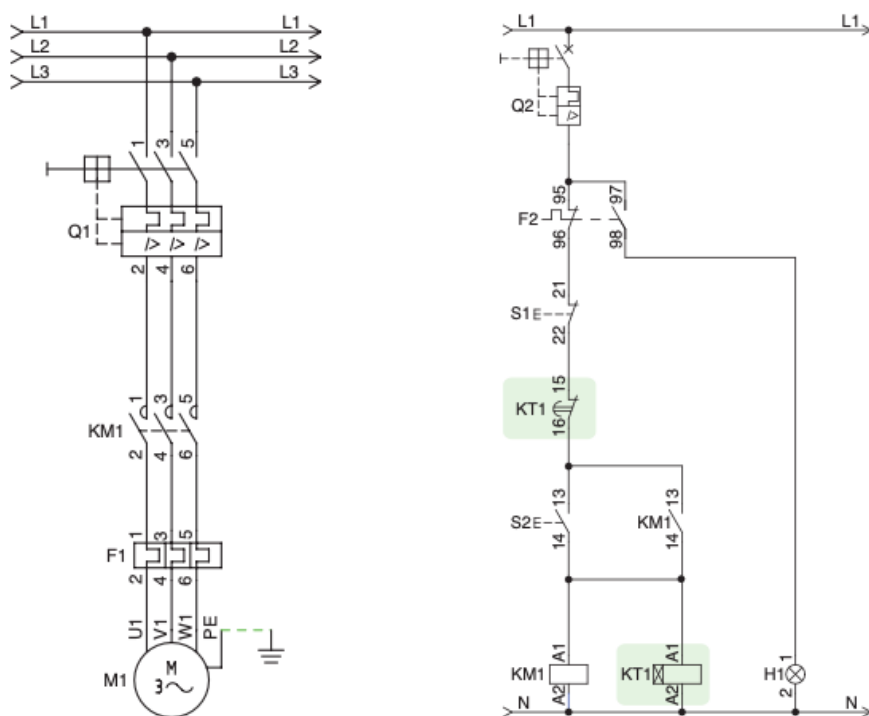 L1 L1
L2 L2
L3 L3
1 3 5
Q1
2 4 6
1 3 5
KM1
2 4 6
1 3 5
F1
2 4 6
U1 V1 W1 PE
M1 M 3
L1 L1
Q2
95 97
F2
96 98
21
S1
22
15
KT1
16
13 13
S2 KM1
14 14
A1 A1 1
KM1 KT1 H1
A2 A2 2
N N